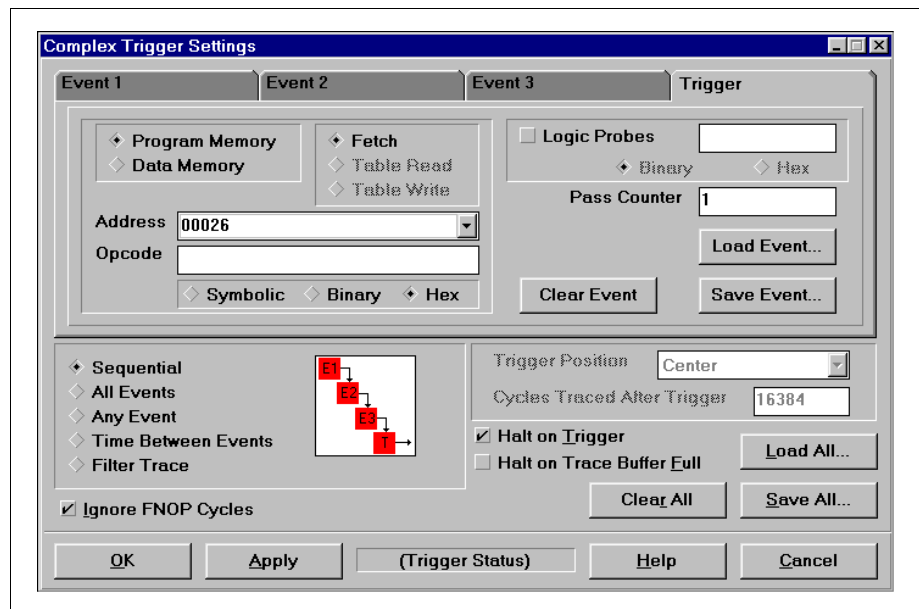 Complex Trigger Settings
Event 1
Event 2
Event 3
Trigger
Program Memory
Data Memory
Fetch
Table Read
Table Write
Address 00026
Opcode
Symbolic Binary Hex
Logic Probes
Binary Hex
Pass Counter 1
Load Event...
Clear Event
Save Event...
Sequential
All Events
Any Event
Time Between Events
Filter Trace
E1
E2
E3
T
Ignore FNOP Cycles
Trigger Position Center
Cycles Traced After Trigger 16384
Halt on Trigger
Halt on Trace Buffer Full
Load All...
Clear All
Save All...
OK
Apply
(Trigger Status)
Help
Cancel